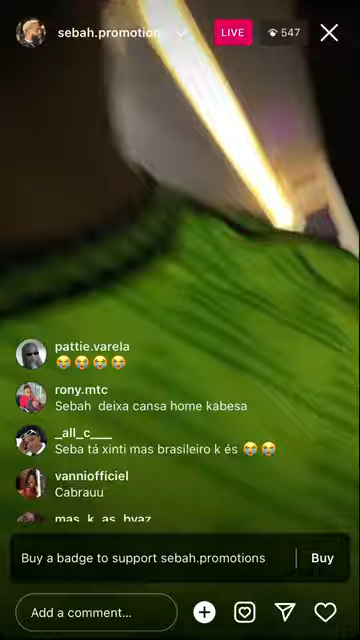 sebah.promotion
LIVE
547
pattie.varela
😭😭😭😭
rony.mtc
Sebah deixa cansa home kabesa
_all_c___
Seba tá xinti mas brasileiro k és 😭😭
vanniofficiel
Cabrauu
mas_k_as_byaz
Buy a badge to support sebah.promotions
Buy
Add a comment...